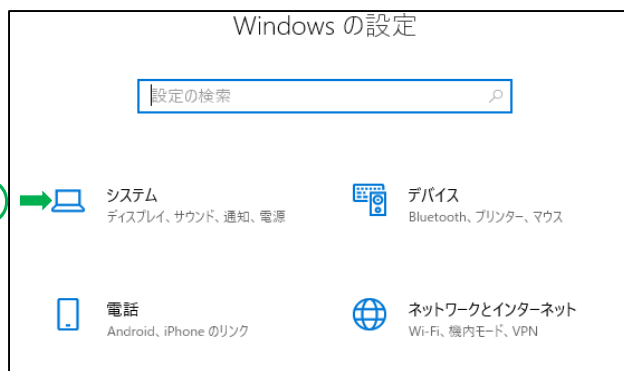 Windows の設定
設定の検索
システム
ディスプレイ、サウンド、通知、電源
デバイス
Bluetooth、プリンター、マウス
電話
Android、iPhone のリンク
ネットワークとインターネット
Wi-Fi、機内モード、VPN